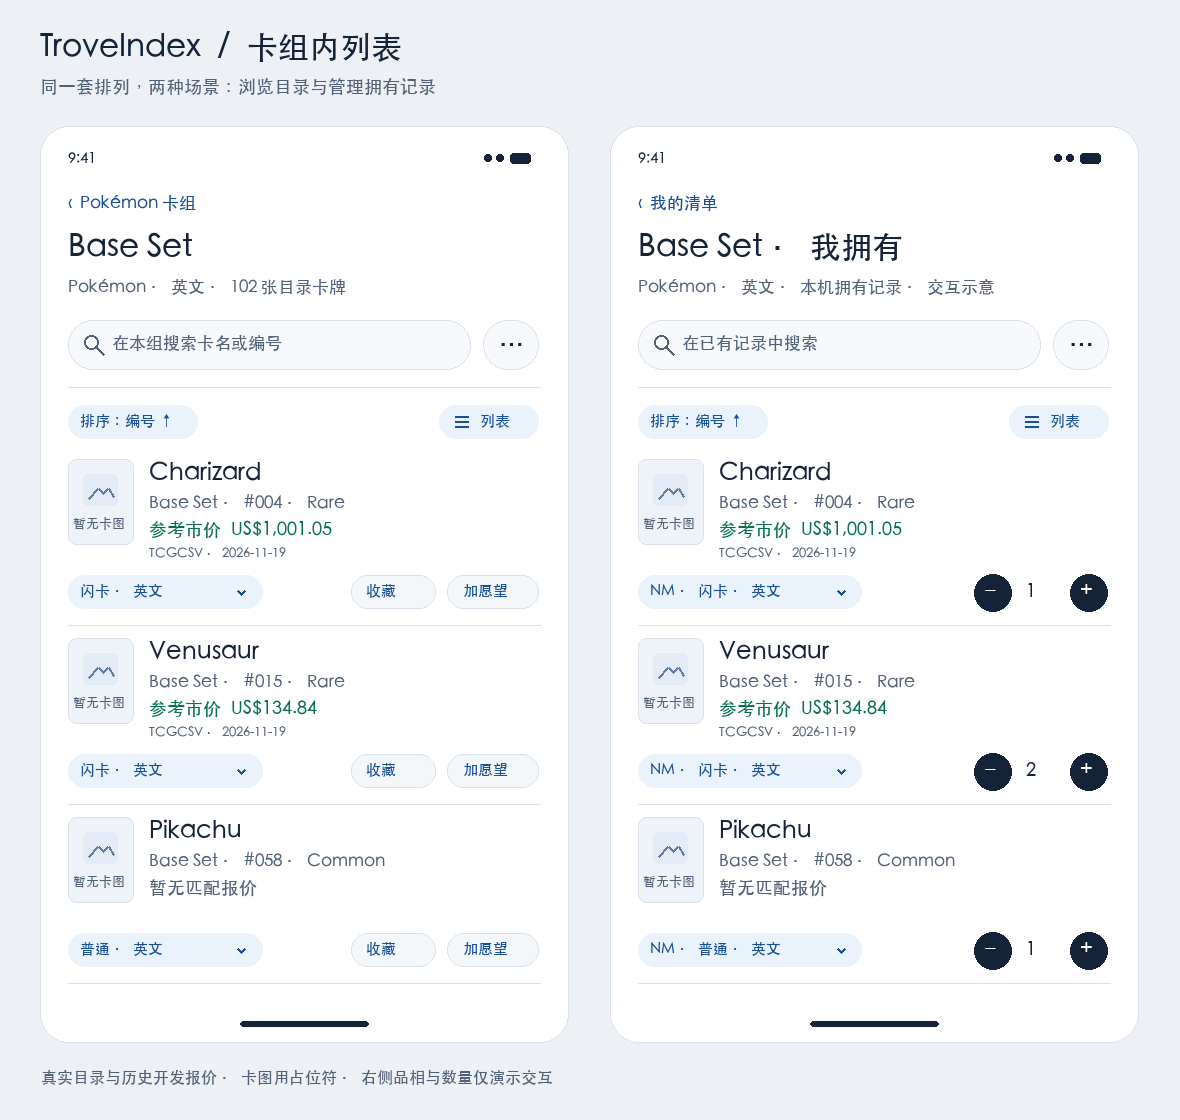 TroveIndex / 卡组内列表
同一套排列，两种场景：浏览目录与管理拥有记录
9:41
‹ Pokémon 卡组
Base Set
Pokémon · 英文 · 102 张目录卡牌
在本组搜索卡名或编号
排序：编号 ↑
列表
Charizard
Base Set · #004 · Rare
参考市价 US$1,001.05
TCGCSV · 2026-11-19
暂无卡图
闪卡 · 英文
收藏
加愿望
Venusaur
Base Set · #015 · Rare
参考市价 US$134.84
TCGCSV · 2026-11-19
暂无卡图
闪卡 · 英文
收藏
加愿望
Pikachu
Base Set · #058 · Common
暂无匹配报价
暂无卡图
普通 · 英文
收藏
加愿望
9:41
‹ 我的清单
Base Set · 我拥有
Pokémon · 英文 · 本机拥有记录 · 交互示意
在已有记录中搜索
排序：编号 ↑
列表
Charizard
Base Set · #004 · Rare
参考市价 US$1,001.05
TCGCSV · 2026-11-19
暂无卡图
NM · 闪卡 · 英文
− 1 +
Venusaur
Base Set · #015 · Rare
参考市价 US$134.84
TCGCSV · 2026-11-19
暂无卡图
NM · 闪卡 · 英文
− 2 +
Pikachu
Base Set · #058 · Common
暂无匹配报价
暂无卡图
NM · 普通 · 英文
− 1 +
真实目录与历史开发报价 · 卡图用占位符 · 右侧品相与数量仅演示交互